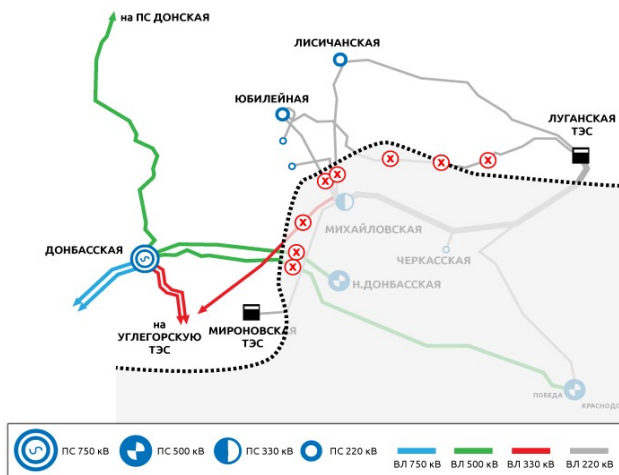 на ПС ДОНСКАЯ
ЛИСИЧАНСКАЯ
ЮБИЛЕЙНАЯ
ЛУГАНСКАЯ
ТЭС
X
X
X
X
X
X
X
X
МИХАЙЛОВСКАЯ
ДОНБАССКАЯ
ЧЕРКАССКАЯ
Н.ДОНБАССКАЯ
на
УГЛЕГОРСКУЮ
ТЭС
МИРОНОВСКАЯ
ТЭС
ПОБЕДА
КРАСНОДО
ПС 750 кВ
ПС 500 кВ
ПС 330 кВ
ПС 220 кВ
ВЛ 750 кВ
ВЛ 500 кВ
ВЛ 330 кВ
ВЛ 220 кВ